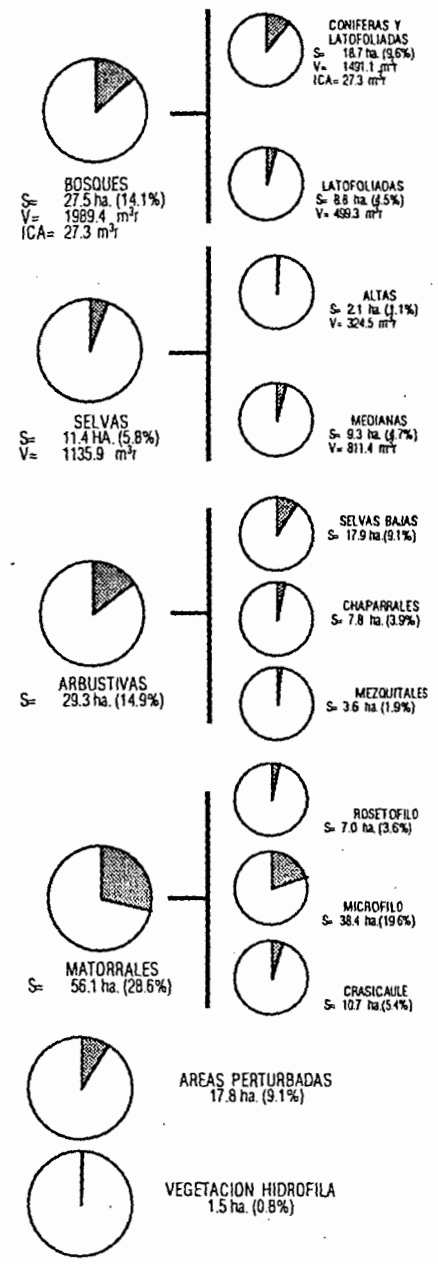 BOSQUES
S= 27.5 ha. (14.1%)
V= 1989.4 m³r
ICA= 27.3 m³r
CONIFERAS Y
LATOFOLIADAS
S= 18.7 ha. (9.6%)
V= 1491.1 m³r
ICA= 27.3 m³r
LATOFOLIADAS
S= 8.8 ha. (4.5%)
V= 499.3 m³r
SELVAS
S= 11.4 HA. (5.8%)
V= 1135.9 m³r
ALTAS
S= 2.1 ha. (1.1%)
V= 324.5 m³r
MEDIANAS
S= 9.3 ha. (4.7%)
V= 811.4 m³r
ARBUSTIVAS
S= 29.3 ha. (14.9%)
SELVAS BAJAS
S= 17.9 ha.(9.1%)
CHAPARRALES
S= 7.8 ha. (3.9%)
MEZQUITALES
S= 3.6 ha. (1.9%)
MATORRALES
S= 56.1 ha. (28.6%)
ROSETOFILO
S= 7.0 ha. (3.6%)
MICROFILO
S= 38.4 ha.(19.6%)
CRASICAULE
S= 10.7 ha.(5.4%)
AREAS PERTURBADAS
17.8 ha. (9.1%)
VEGETACION HIDROFILA
1.5 ha. (0.8%)